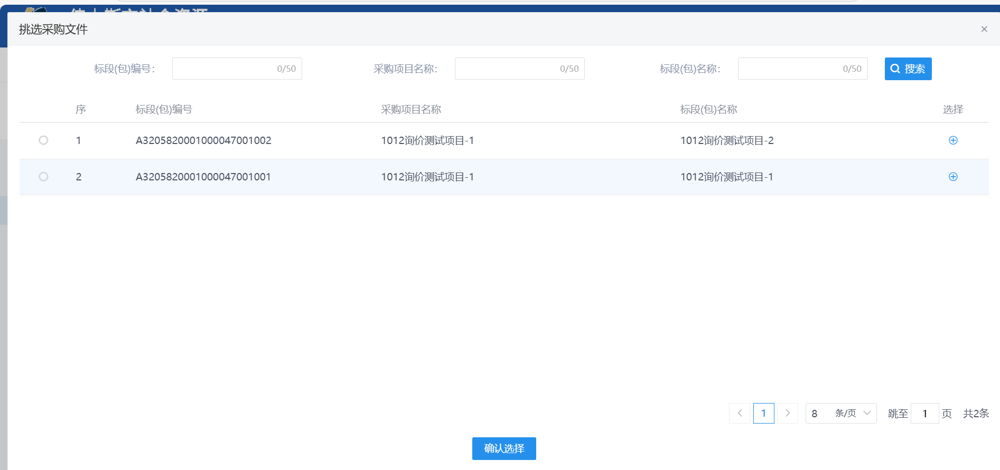 挑选采购文件
标段(包)编号： 0/50 采购项目名称： 0/50 标段(包)名称： 0/50 搜索
序 标段(包)编号 采购项目名称 标段(包)名称 选择
1 A3205820001000047001002 1012询价测试项目-1 1012询价测试项目-2
2 A3205820001000047001001 1012询价测试项目-1 1012询价测试项目-1
1 8 条/页 跳至 1 页 共2条
确认选择